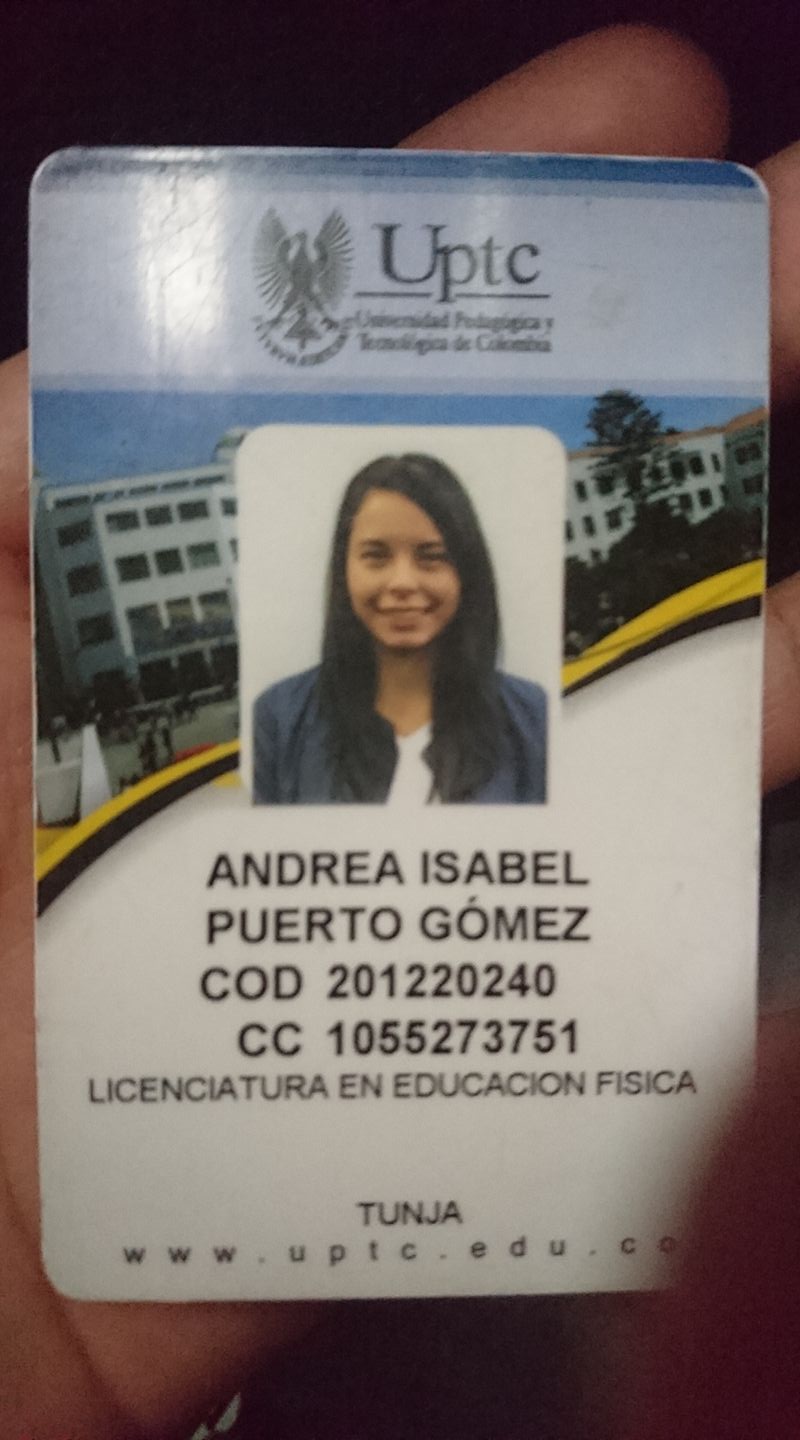 Uptc
Universidad Pedagógica y
Tecnológica de Colombia
ANDREA ISABEL
PUERTO GÓMEZ
COD 201220240
CC 1055273751
LICENCIATURA EN EDUCACION FISICA
TUNJA
www.uptc.edu.co